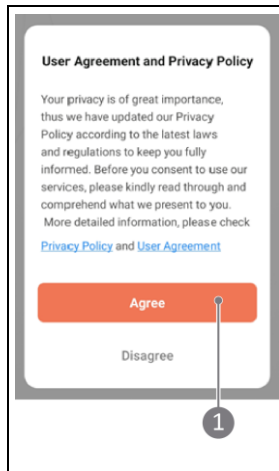 User Agreement and Privacy Policy
Your privacy is of great importance,
thus we have updated our Privacy
Policy according to the latest laws
and regulations to keep you fully
informed. Before you consent to use our
services, please kindly read through and
comprehend what we present to you.
More detailed information, please check
Privacy Policy and User Agreement
Agree
Disagree
1